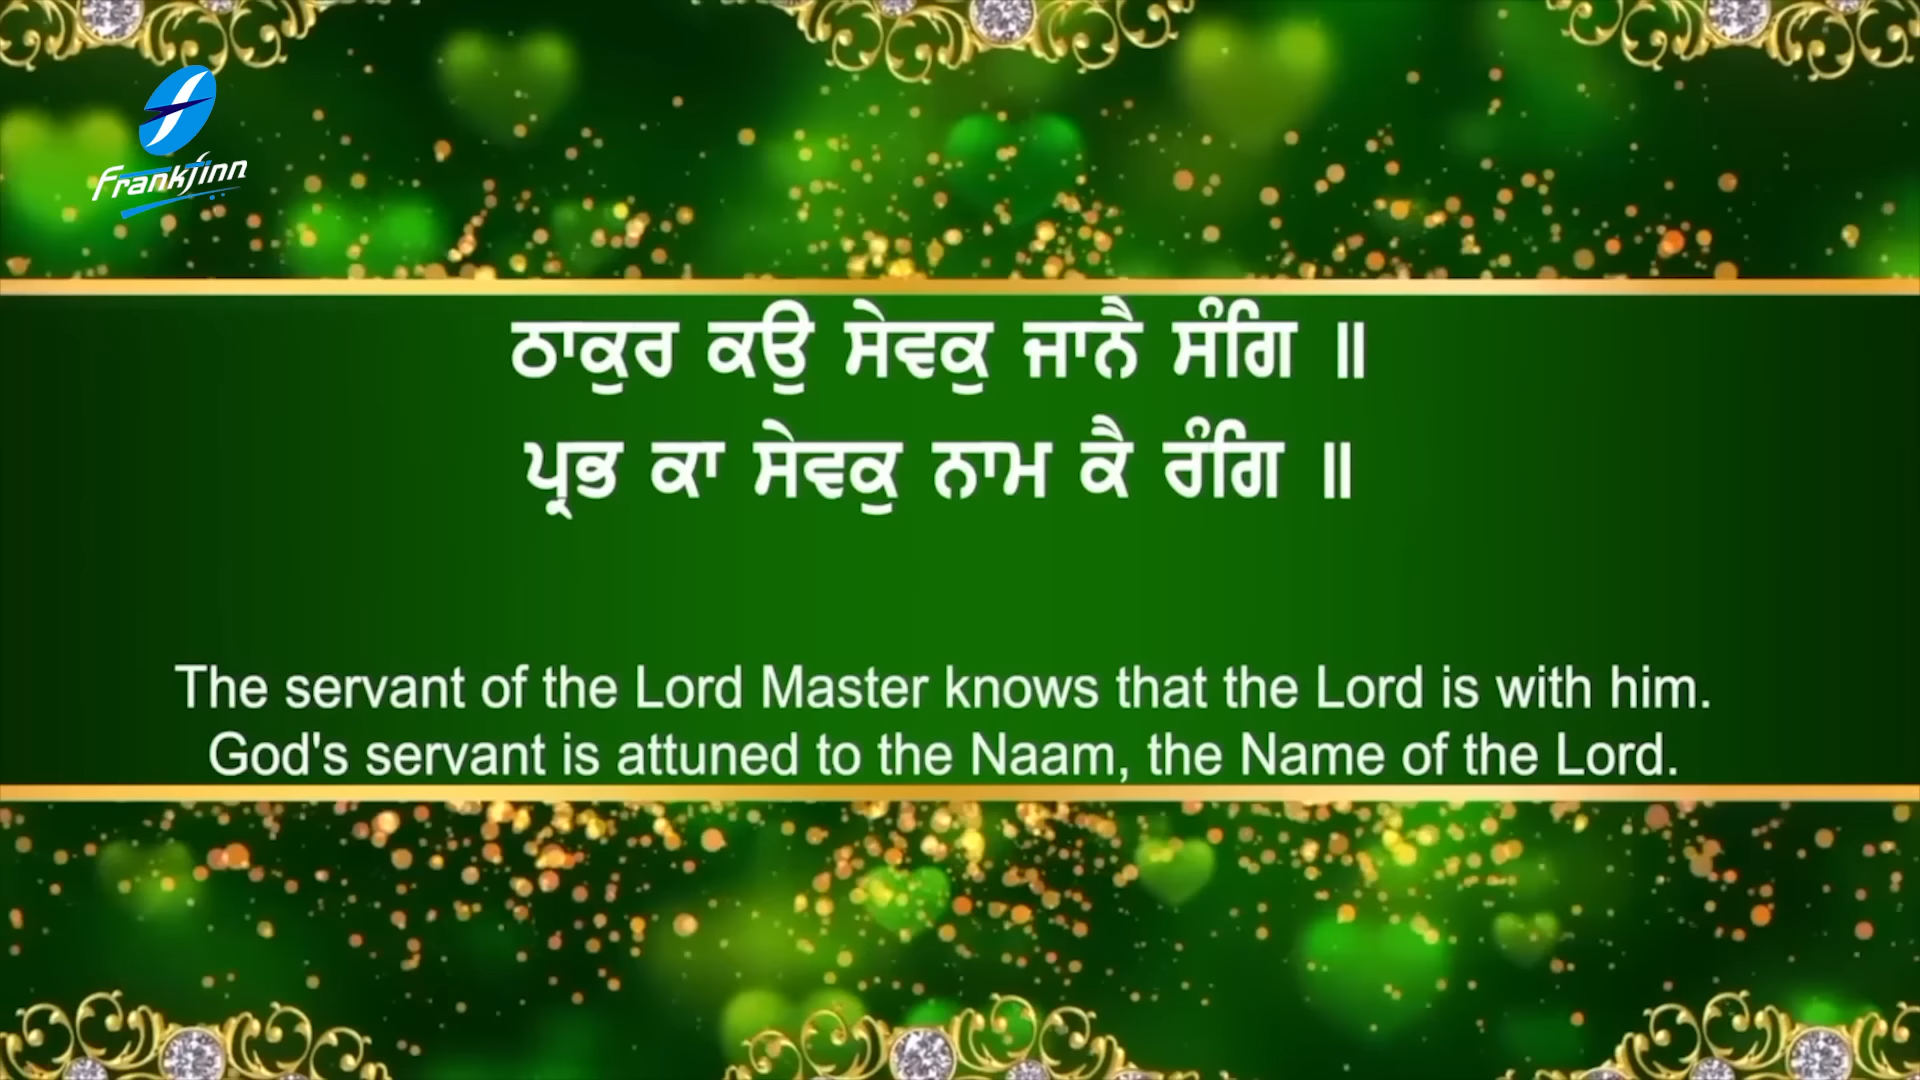 Frankfinn
ਠਾਕੁਰ ਕਉ ਸੇਵਕੁ ਜਾਨੈ ਸੰਗਿ ॥
ਪ੍ਰਭ ਕਾ ਸੇਵਕੁ ਨਾਮ ਕੈ ਰੰਗਿ ॥
The servant of the Lord Master knows that the Lord is with him.
God's servant is attuned to the Naam, the Name of the Lord.